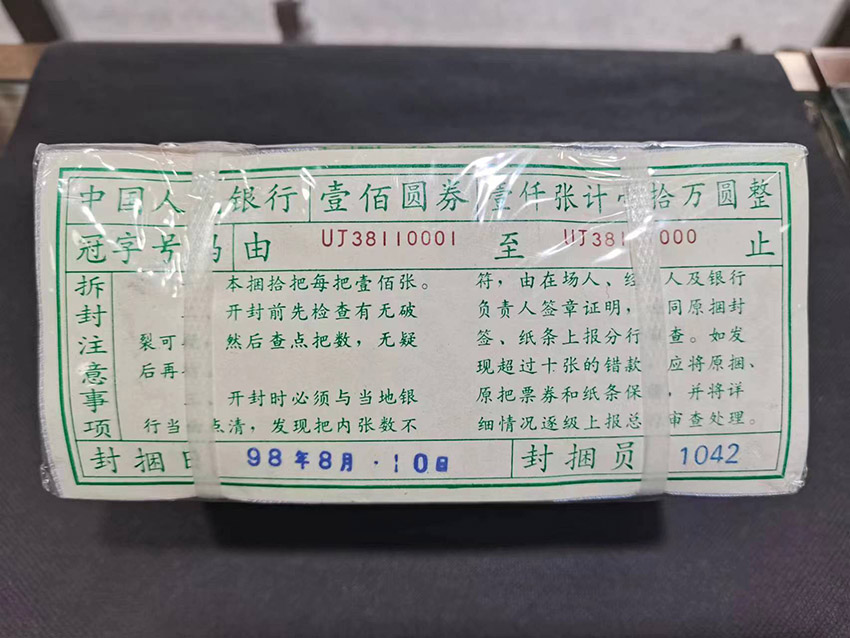 中国人 银行 壹佰圆券 壹仟张计 拾万圆整
冠字号码 由 UJ38110001 至 UJ38 000 止
拆封注意事项
本捆拾把每把壹佰张。
开封前先检查有无破
裂可 ，然后查点把数，无疑
后再
开封时必须与当地银
行当 点清，发现把内张数不
符，由在场人、经 人及银行
负责人签章证明， 同原捆封
签、纸条上报分行 查。如发
现超过十张的错款 应将原捆、
原把票券和纸条保 ，并将详
细情况逐级上报总 审查处理。
封捆日 98年8月·10日 封捆员 1042